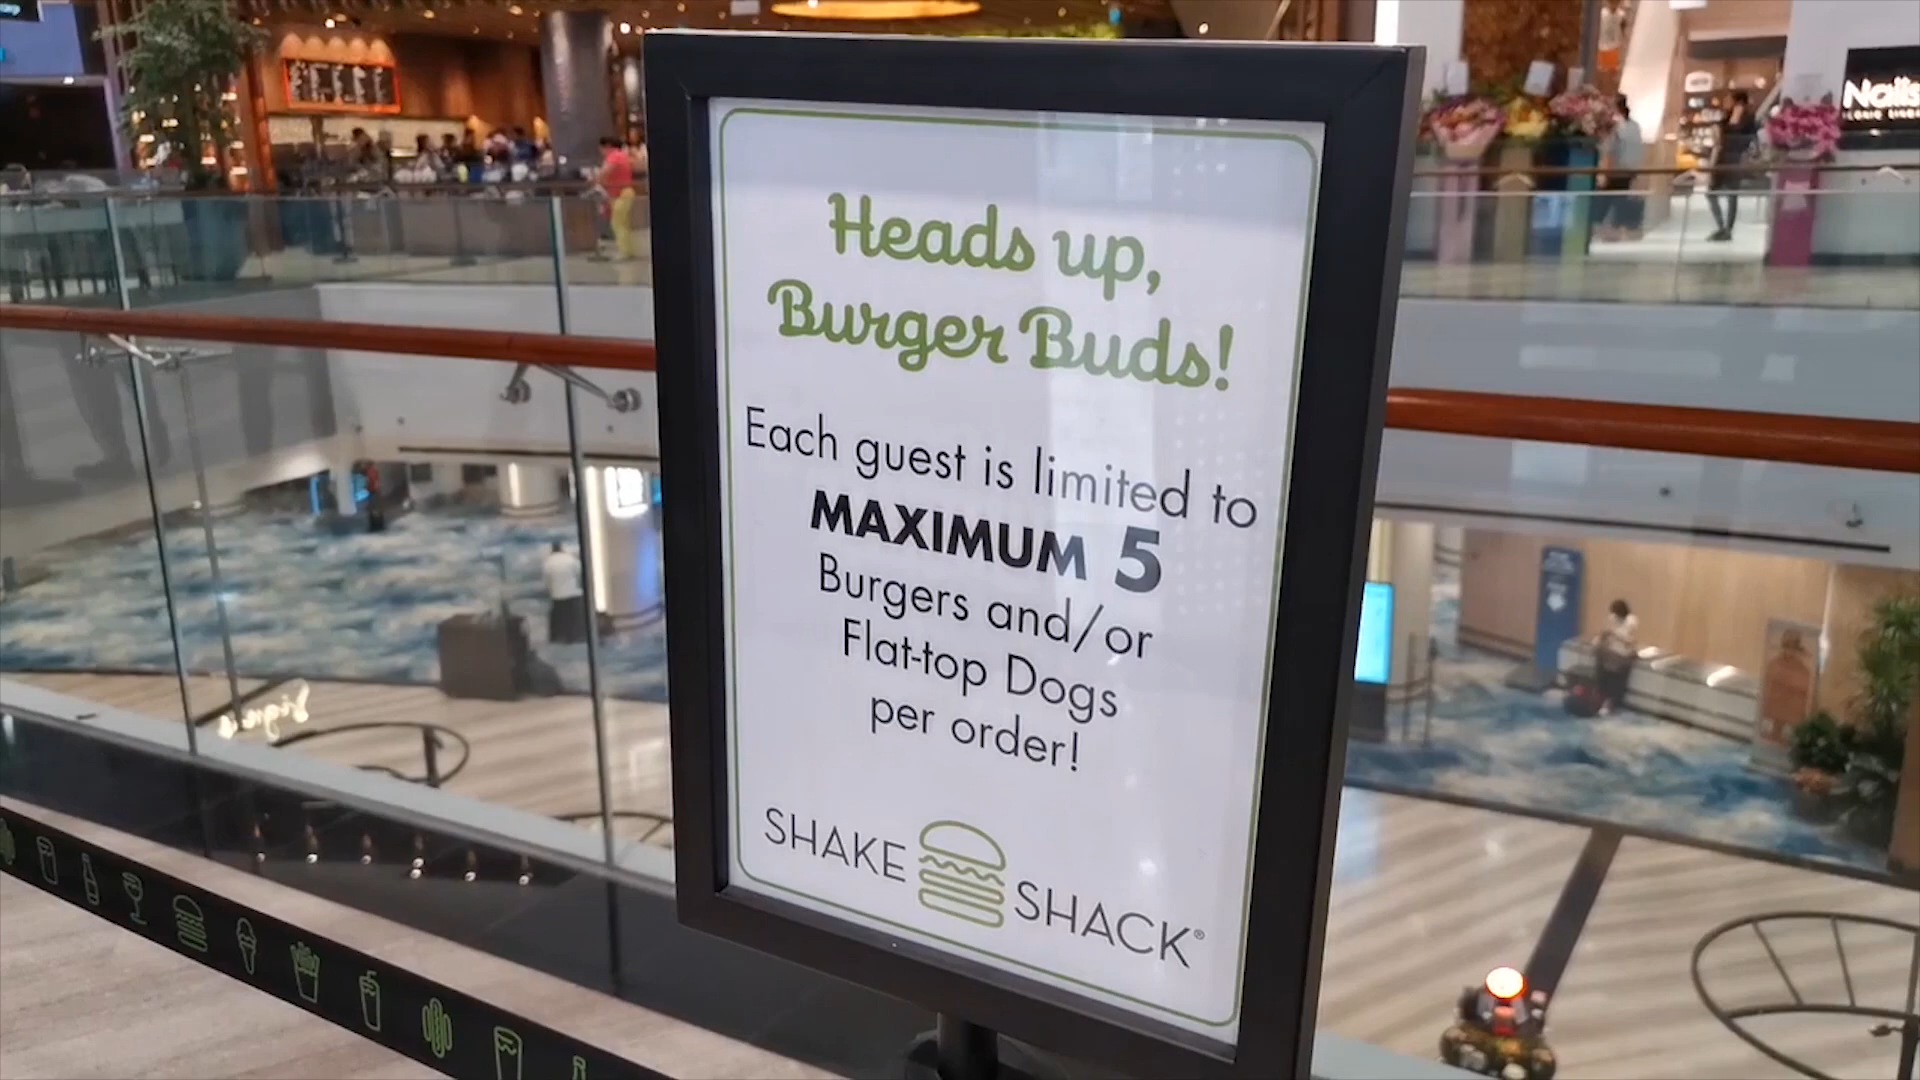 Heads up,
Burger Buds!
Each guest is limited to
MAXIMUM 5
Burgers and/or
Flat-top Dogs
per order!
SHAKE SHACK®
Nails